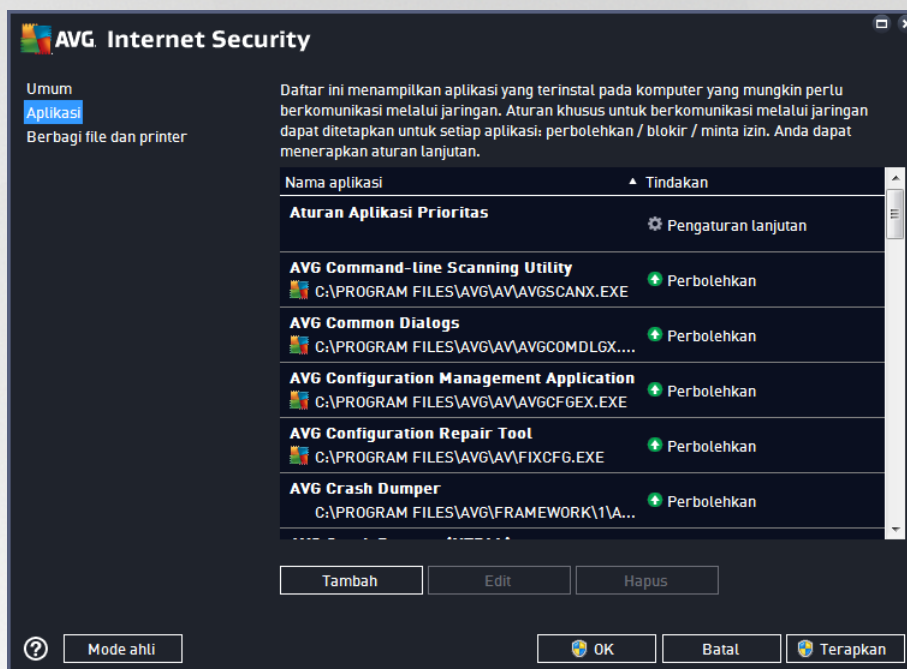 AVG Internet Security
Umum
Aplikasi
Berbagi file dan printer
Daftar ini menampilkan aplikasi yang terinstal pada komputer yang mungkin perlu
berkomunikasi melalui jaringan. Aturan khusus untuk berkomunikasi melalui jaringan
dapat ditetapkan untuk setiap aplikasi: perbolehkan / blokir / minta izin. Anda dapat
menerapkan aturan lanjutan.
Nama aplikasi Tindakan
Aturan Aplikasi Prioritas
Pengaturan lanjutan
AVG Command-line Scanning Utility
C:\PROGRAM FILES\AVG\AV\AVGSCANX.EXE
Perbolehkan
AVG Common Dialogs
C:\PROGRAM FILES\AVG\AV\AVGCOMDLGX....
Perbolehkan
AVG Configuration Management Application
C:\PROGRAM FILES\AVG\AV\AVGCFGEX.EXE
Perbolehkan
AVG Configuration Repair Tool
C:\PROGRAM FILES\AVG\AV\FIXCFG.EXE
Perbolehkan
AVG Crash Dumper
C:\PROGRAM FILES\AVG\FRAMEWORK\1\A...
Perbolehkan
Tambah Edit Hapus
Mode ahli OK Batal Terapkan